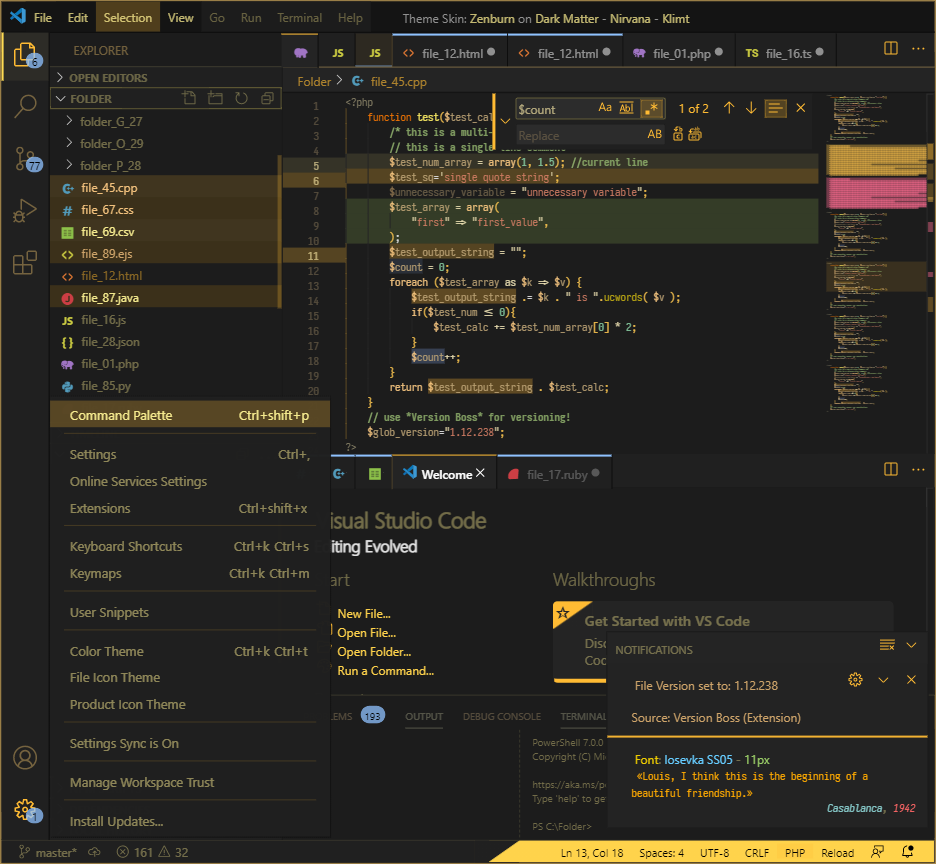 File Edit Selection View Go Run Terminal Help Theme Skin: Zenburn on Dark Matter - Nirvana - Klimt
EXPLORER
JS JS file_12.html file_12.html file_01.php TS file_16.ts
OPEN EDITORS
FOLDER
Folder > file_45.cpp
folder_G_27
folder_O_29
folder_P_28
file_45.cpp
# file_67.css
file_69.csv
file_89.ejs
file_12.html
file_87.java
JS file_16.js
{} file_28.json
file_01.php
file_85.py
6
77
1
$count Aa Abl .* 1 of 2
Replace AB
1 <?php
2 function test($test_cal
3 /* this is a multi-
4 // this is a single
5 $test_num_array = array(1, 1.5); //current line
6 $test_sq='single quote string';
7 $unnecessary_variable = "unnecessary variable";
8 $test_array = array(
9 "first" => "first_value",
10 );
11 $test_output_string = "";
12 $count = 0;
13 foreach ($test_array as $k => $v) {
14 $test_output_string .= $k . " is ".ucwords( $v );
15 if($test_num ≤ 0){
16 $test_calc += $test_num_array[0] * 2;
17 }
18 $count++;
19 }
20 return $test_output_string . $test_calc;
}
// use *Version Boss* for versioning!
$glob_version="1.12.238";
?>
Command Palette Ctrl+shift+p
Settings Ctrl+,
Online Services Settings
Extensions Ctrl+shift+x
Keyboard Shortcuts Ctrl+k Ctrl+s
Keymaps Ctrl+k Ctrl+m
User Snippets
Color Theme Ctrl+k Ctrl+t
File Icon Theme
Product Icon Theme
Settings Sync is On
Manage Workspace Trust
Install Updates...
Welcome file_17.ruby
isual Studio Code
iting Evolved
art
New File...
Open File...
Open Folder...
Run a Command...
Walkthroughs
Get Started with VS Code
Disc
Coo
LEMS 193 OUTPUT DEBUG CONSOLE TERMINAL
PowerShell 7.0.0
Copyright (C) Mi
https://aka.ms/p
Type 'help' to ge
PS C:\Folder>
NOTIFICATIONS
File Version set to: 1.12.238
Source: Version Boss (Extension)
Font: Iosevka SS05 - 11px
«Louis, I think this is the beginning of a
beautiful friendship.»
Casablanca, 1942
master* 161 32 Ln 13, Col 18 Spaces: 4 UTF-8 CRLF PHP Reload